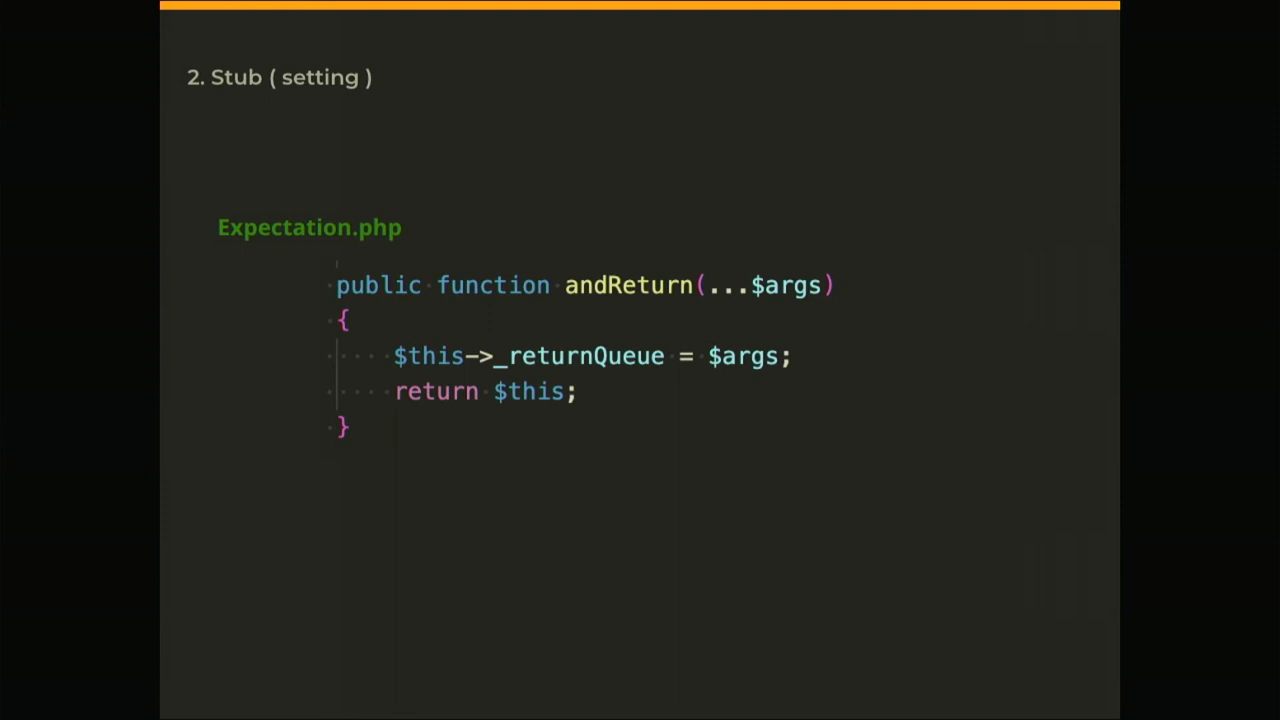 2. Stub ( setting )
Expectation.php
public function andReturn(...$args)
{
$this->_returnQueue = $args;
return $this;
}